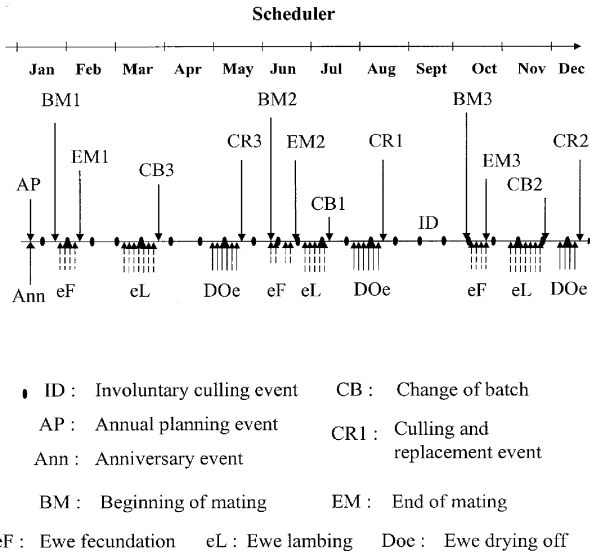 Scheduler
Jan Feb Mar Apr May Jun Jul Aug Sept Oct Nov Dec
BM1 BM2 BM3
EM1 CB3 CR3 EM2 CR1 EM3 CR2
AP CB1 ID CB2
Ann eF eL DOe eF eL DOe eF eL DOe
ID : Involuntary culling event CB : Change of batch
AP : Annual planning event CR1 : Culling and
replacement event
Ann : Anniversary event
BM : Beginning of mating EM : End of mating
eF : Ewe fecundation eL : Ewe lambing Doe : Ewe drying off